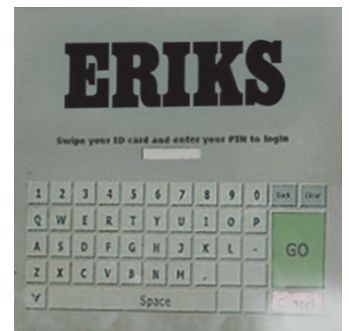 ERIKS
Swipe your ID card and enter your PIN to login
1 2 3 4 5 6 7 8 9 0 Back Clear
Q W E R T Y U I O P
A S D F G H J K L - GO
Z X C V B N M .
Space Cancel